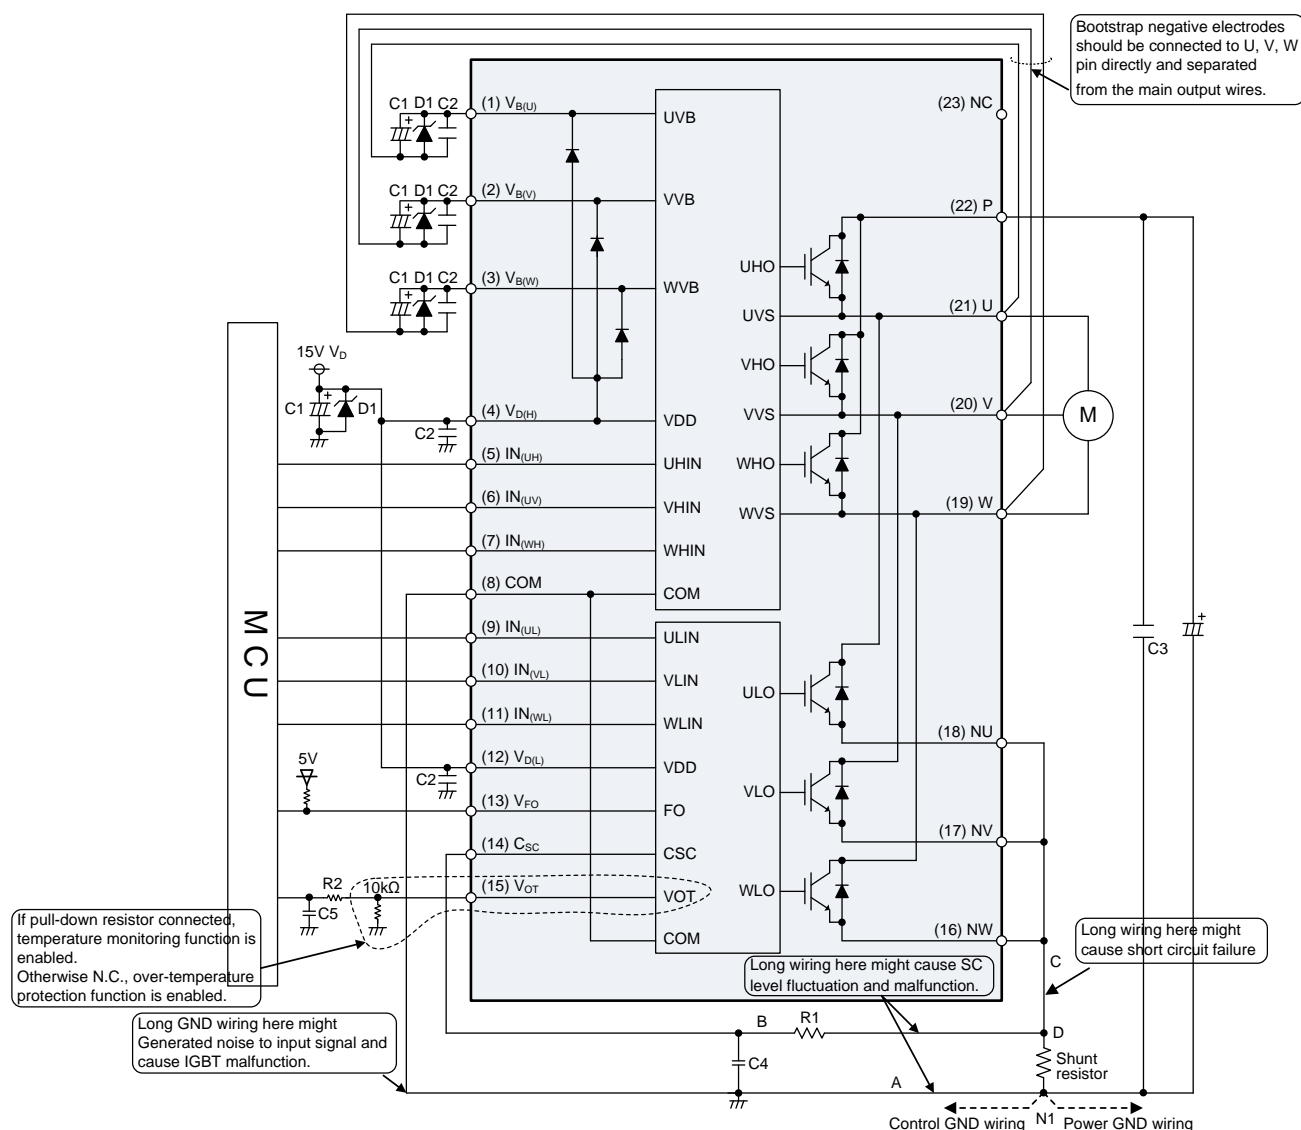 Bootstrap negative electrodes
should be connected to U, V, W
pin directly and separated
from the main output wires.
C1 D1 C2
+
(1) VB(U)
UVB
(23) NC
C1 D1 C2
+
(2) VB(V)
VVB
(22) P
C1 D1 C2
+
(3) VB(W)
WVB
UHO
UVS
(21) U
15V VD
VHO
C1
+
D1
C2
(4) VD(H)
VDD
VVS
(20) V
M
(5) IN(UH)
UHIN
WHO
(6) IN(UV)
VHIN
WVS
(19) W
(7) IN(WH)
WHIN
(8) COM
COM
MCU
(9) IN(UL)
ULIN
C3
+
(10) IN(VL)
VLIN
ULO
(11) IN(WL)
WLIN
(18) NU
5V
C2
(12) VD(L)
VDD
VLO
(13) VFO
FO
(17) NV
(14) CSC
CSC
R2
10kΩ
C5
(15) VOT
VOT
WLO
COM
(16) NW
If pull-down resistor connected,
temperature monitoring function is
enabled.
Otherwise N.C., over-temperature
protection function is enabled.
Long wiring here might
cause short circuit failure
C
Long wiring here might cause SC
level fluctuation and malfunction.
Long GND wiring here might
Generated noise to input signal and
cause IGBT malfunction.
B
R1
D
C4
Shunt
resistor
A
Control GND wiring
N1
Power GND wiring